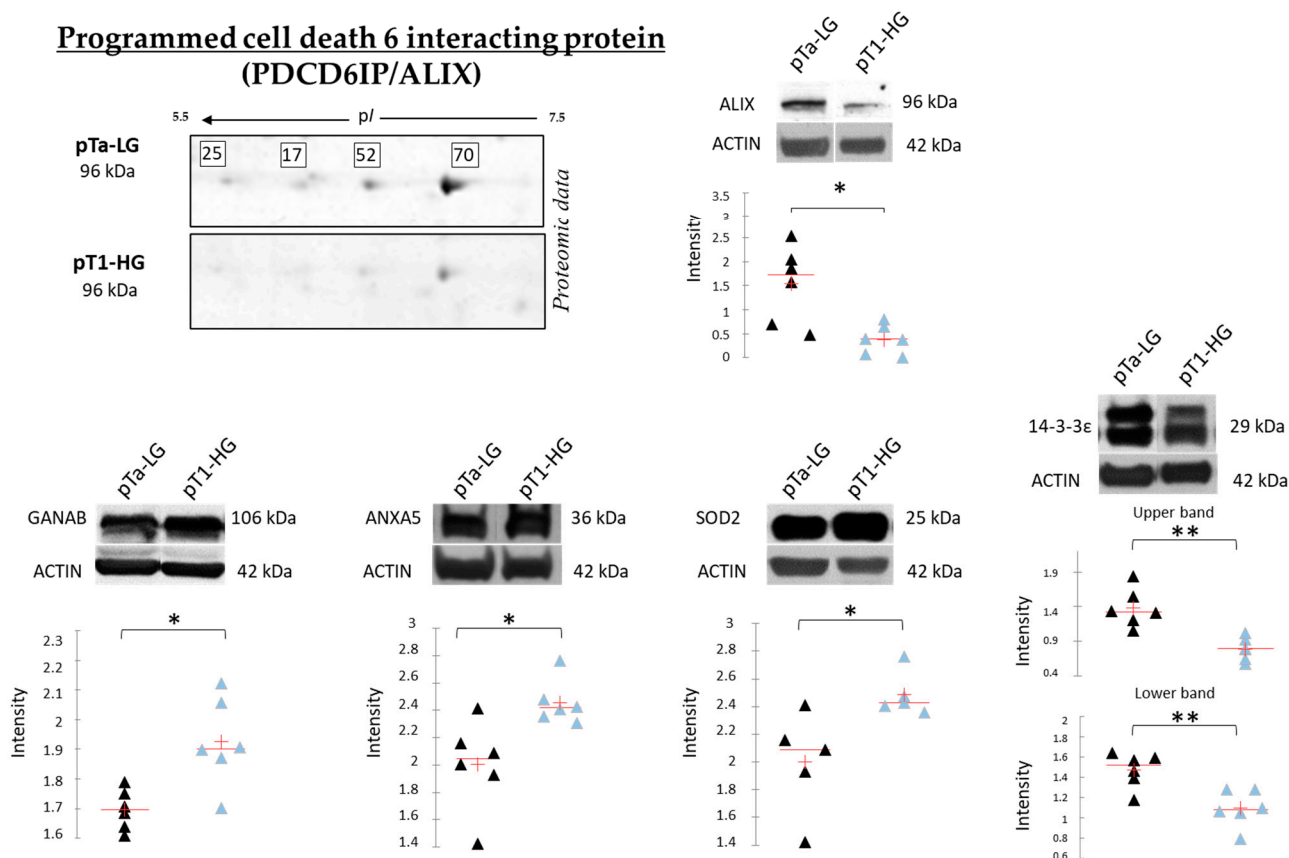 Programmed cell death 6 interacting protein
(PDCD6IP/ALIX)
5.5 pI 7.5
pTa-LG
96 kDa
25 17 52 70
pT1-HG
96 kDa
Proteomic data
pTa-LG pT1-HG
ALIX 96 kDa
ACTIN 42 kDa
*
Intensity
3.5
3
2.5
2
1.5
1
0.5
0
pTa-LG pT1-HG
GANAB 106 kDa
ACTIN 42 kDa
*
Intensity
2.3
2.2
2.1
2
1.9
1.8
1.7
1.6
pTa-LG pT1-HG
ANXA5 36 kDa
ACTIN 42 kDa
*
Intensity
3
2.8
2.6
2.4
2.2
2
1.8
1.6
1.4
pTa-LG pT1-HG
SOD2 25 kDa
ACTIN 42 kDa
*
Intensity
3
2.8
2.6
2.4
2.2
2
1.8
1.6
1.4
pTa-LG pT1-HG
14-3-3ε 29 kDa
ACTIN 42 kDa
Upper band
**
Intensity
1.9
1.4
0.9
0.4
Lower band
**
Intensity
2
1.8
1.6
1.4
1.2
1
0.8
0.6